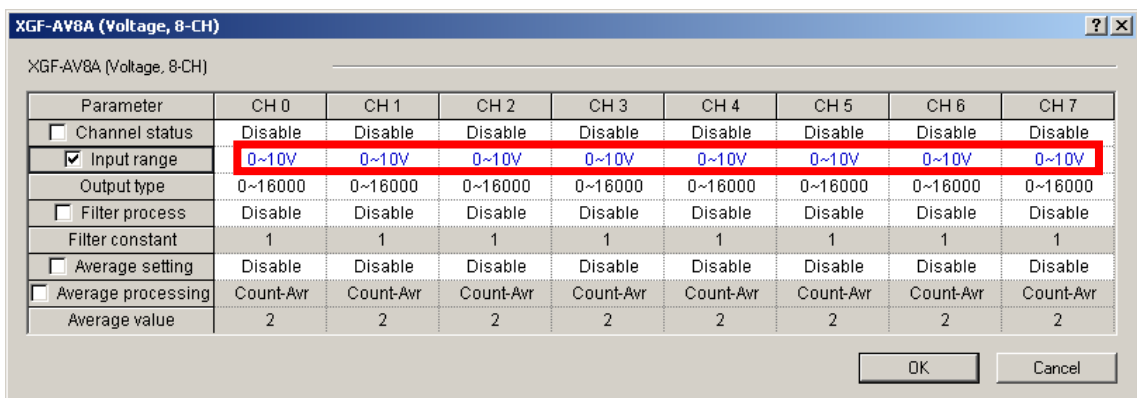 XGF-AV8A (Voltage, 8-CH)
XGF-AV8A (Voltage, 8-CH)
Parameter CH 0 CH 1 CH 2 CH 3 CH 4 CH 5 CH 6 CH 7
Channel status Disable Disable Disable Disable Disable Disable Disable Disable
Input range 0~10V 0~10V 0~10V 0~10V 0~10V 0~10V 0~10V 0~10V
Output type 0~16000 0~16000 0~16000 0~16000 0~16000 0~16000 0~16000 0~16000
Filter process Disable Disable Disable Disable Disable Disable Disable Disable
Filter constant 1 1 1 1 1 1 1 1
Average setting Disable Disable Disable Disable Disable Disable Disable Disable
Average processing Count-Avr Count-Avr Count-Avr Count-Avr Count-Avr Count-Avr Count-Avr Count-Avr
Average value 2 2 2 2 2 2 2 2
OK Cancel